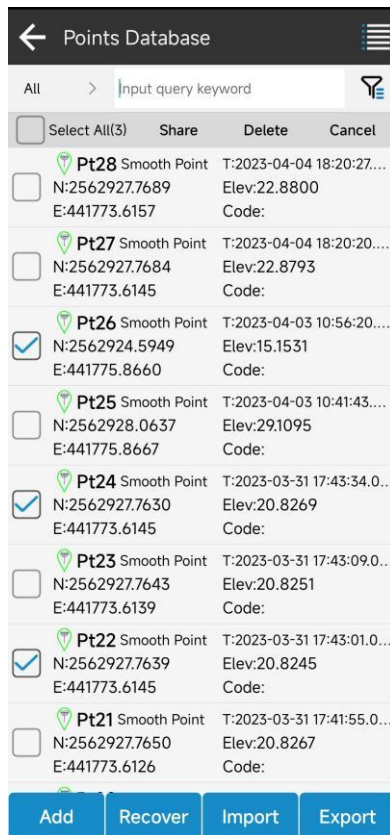 Points Database
All > Input query keyword
Select All(3) Share Delete Cancel
Pt28 Smooth Point T:2023-04-04 18:20:27....
N:2562927.7689 Elev:22.8800
E:441773.6157 Code:
Pt27 Smooth Point T:2023-04-04 18:20:20....
N:2562927.7684 Elev:22.8793
E:441773.6145 Code:
Pt26 Smooth Point T:2023-04-03 10:56:20....
N:2562924.5949 Elev:15.1531
E:441775.8660 Code:
Pt25 Smooth Point T:2023-04-03 10:41:43....
N:2562928.0637 Elev:29.1095
E:441775.8667 Code:
Pt24 Smooth Point T:2023-03-31 17:43:34.0...
N:2562927.7630 Elev:20.8269
E:441773.6145 Code:
Pt23 Smooth Point T:2023-03-31 17:43:09.0...
N:2562927.7643 Elev:20.8251
E:441773.6139 Code:
Pt22 Smooth Point T:2023-03-31 17:43:01.0...
N:2562927.7639 Elev:20.8245
E:441773.6145 Code:
Pt21 Smooth Point T:2023-03-31 17:41:55.0...
N:2562927.7650 Elev:20.8267
E:441773.6126 Code:
Add Recover Import Export